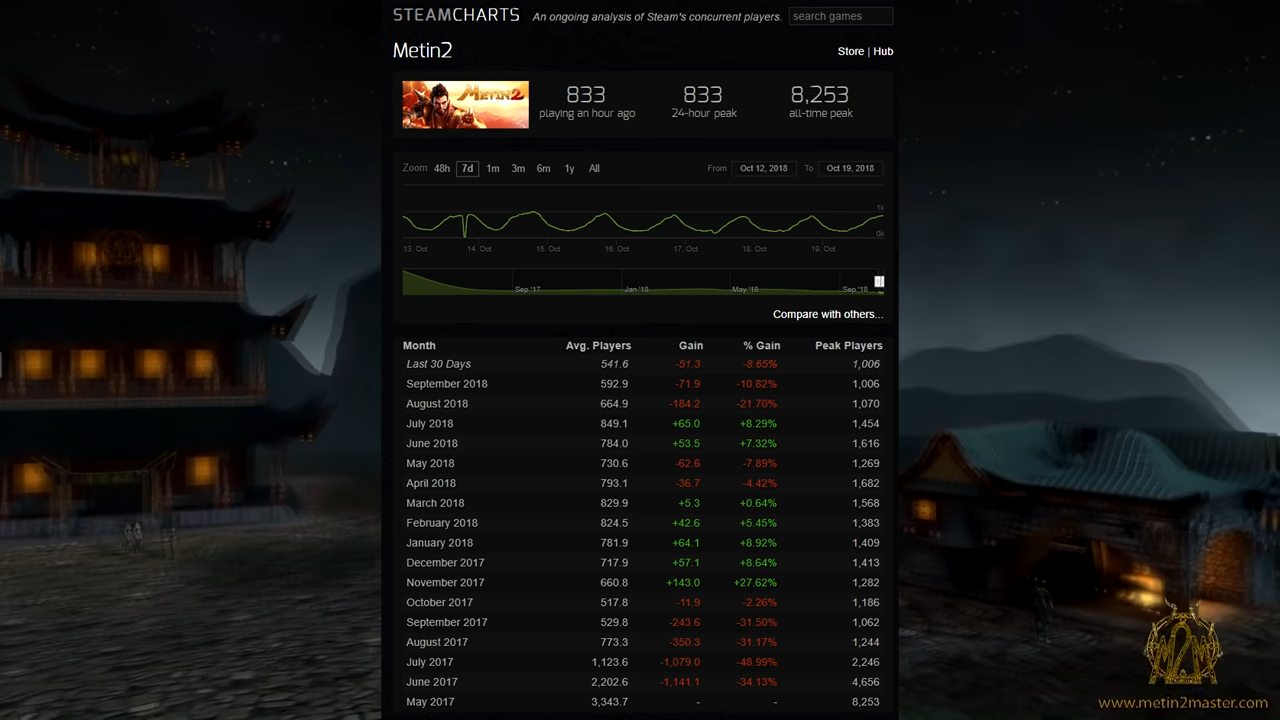 STEAMCHARTS An ongoing analysis of Steam's concurrent players. search games
Metin2 Store | Hub
METIN2
833 833 8,253
playing an hour ago 24-hour peak all-time peak
Zoom 48h 7d 1m 3m 6m 1y All From Oct 12, 2018 To Oct 19, 2018
1k
0k
13. Oct 14. Oct 15. Oct 16. Oct 17. Oct 18. Oct 19. Oct
Sep '17 Jan '18 May '18 Sep '18
Compare with others...
Month Avg. Players Gain % Gain Peak Players
Last 30 Days 541.6 -51.3 -8.65% 1,006
September 2018 592.9 -71.9 -10.82% 1,006
August 2018 664.9 -184.2 -21.70% 1,070
July 2018 849.1 +65.0 +8.29% 1,454
June 2018 784.0 +53.5 +7.32% 1,616
May 2018 730.6 -62.6 -7.89% 1,269
April 2018 793.1 -36.7 -4.42% 1,682
March 2018 829.9 +5.3 +0.64% 1,568
February 2018 824.5 +42.6 +5.45% 1,383
January 2018 781.9 +64.1 +8.92% 1,409
December 2017 717.9 +57.1 +8.64% 1,413
November 2017 660.8 +143.0 +27.62% 1,282
October 2017 517.8 -11.9 -2.26% 1,186
September 2017 529.8 -243.6 -31.50% 1,062
August 2017 773.3 -350.3 -31.17% 1,244
July 2017 1,123.6 -1,079.0 -48.99% 2,246
June 2017 2,202.6 -1,141.1 -34.13% 4,656
May 2017 3,343.7 - - 8,253
www.metin2master.com